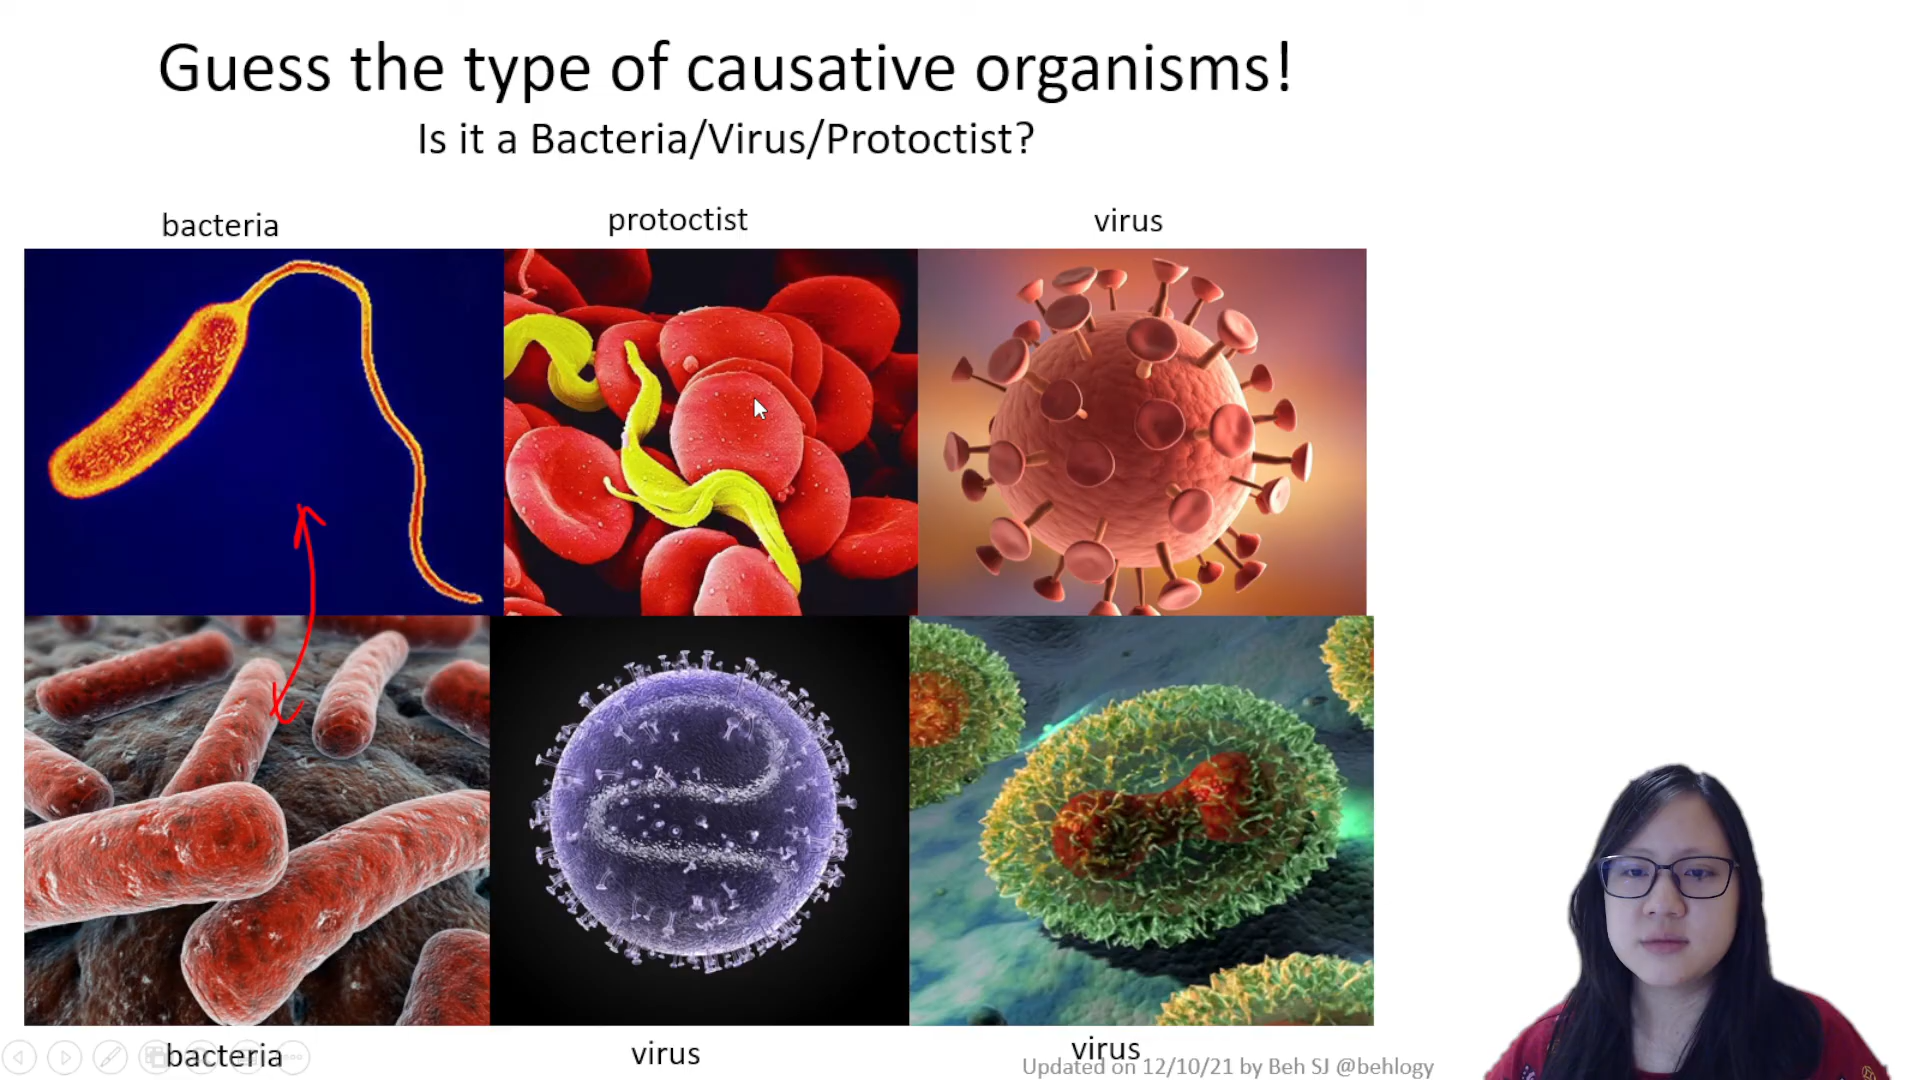 Guess the type of causative organisms!
Is it a Bacteria/Virus/Protoctist?
bacteria
protoctist
virus
bacteria
virus
virus
Updated on 12/10/21 by Beh SJ @behlogy